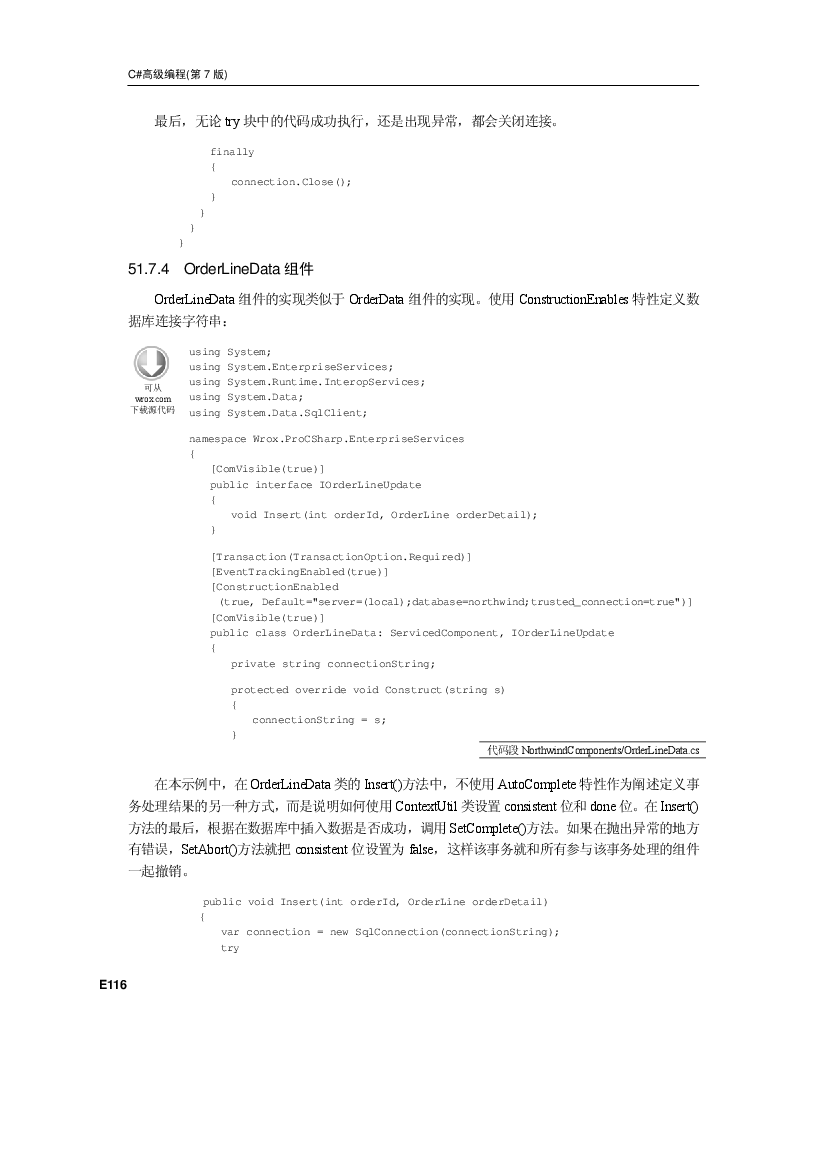 C#高级编程(第 7 版)
最后，无论 try 块中的代码成功执行，还是出现异常，都会关闭连接。
finally
{
connection.Close();
}
}
}
}
51.7.4 OrderLineData 组件
OrderLineData 组件的实现类似于 OrderData 组件的实现。使用 ConstructionEnables 特性定义数
据库连接字符串：
可从
wrox.com
下载源代码
using System;
using System.EnterpriseServices;
using System.Runtime.InteropServices;
using System.Data;
using System.Data.SqlClient;
namespace Wrox.ProCSharp.EnterpriseServices
{
[ComVisible(true)]
public interface IOrderLineUpdate
{
void Insert(int orderId, OrderLine orderDetail);
}
[Transaction(TransactionOption.Required)]
[EventTrackingEnabled(true)]
[ConstructionEnabled
(true, Default="server=(local);database=northwind;trusted_connection=true")]
[ComVisible(true)]
public class OrderLineData: ServicedComponent, IOrderLineUpdate
{
private string connectionString;
protected override void Construct(string s)
{
connectionString = s;
}
代码段 NorthwindComponents/OrderLineData.cs
在本示例中，在 OrderLineData 类的 Insert()方法中，不使用 AutoComplete 特性作为阐述定义事
务处理结果的另一种方式，而是说明如何使用 ContextUtil 类设置 consistent 位和 done 位。在 Insert()
方法的最后，根据在数据库中插入数据是否成功，调用 SetComplete()方法。如果在抛出异常的地方
有错误，SetAbort()方法就把 consistent 位设置为 false，这样该事务就和所有参与该事务处理的组件
一起撤销。
public void Insert(int orderId, OrderLine orderDetail)
{
var connection = new SqlConnection(connectionString);
try
E116